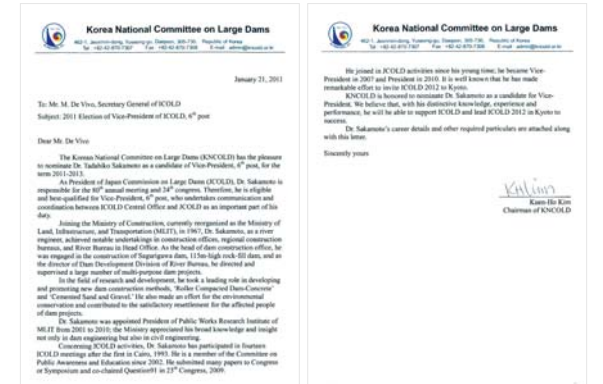 Korea National Committee on Large Dams
January 21, 2011
To: Mr. M. De Vivo, Secretary General of ICOLD
Subject: 2011 Election of Vice-President of ICOLD, 6th post
Dear Mr. De Vivo
The Korean National Committee on Large Dams (KNCOLD) has the pleasure
to nominate Dr. Tadahiko Sakamoto as a candidate of Vice-President, 6th post, for the
term 2011-2013.
As President of Japan Commission on Large Dams (JCOLD), Dr. Sakamoto is
responsible for the 80th annual meeting and 24th congress. Therefore, he is eligible
and best-qualified for Vice-President, 6th post, who undertakes communication and
coordination between ICOLD Central Office and JCOLD as an important part of his
duty.
Joining the Ministry of Construction, currently reorganized as the Ministry of
Land, Infrastructure, and Transportation (MLIT), in 1967, Dr. Sakamoto, as a river
engineer, achieved notable undertakings in construction offices, regional construction
bureaus, and River Bureau in Head Office. As the head of dam construction office, he
was engaged in the construction of Sagurigawa dam, 115m-high rock-fill dam, and as
the director of Dam Development Division of River Bureau, he directed and
supervised a large number of multi-purpose dam projects.
In the field of research and development, he took a leading role in developing
and promoting new dam construction methods, 'Roller Compacted Dam-Concrete'
and 'Cemented Sand and Gravel.' He also made an effort for the environmental
conservation and contributed to the satisfactory resettlement for the affected people
of dam projects.
Dr. Sakamoto was appointed President of Public Works Research Institute of
MLIT from 2001 to 2010; the Ministry appreciated his broad knowledge and insight
not only in dam engineering but also in civil engineering.
Concerning ICOLD activities, Dr. Sakamoto has participated in fourteen
ICOLD meetings after the first in Cairo, 1993. He is a member of the Committee on
Public Awareness and Education since 2002. He submitted many papers to Congress
or Symposium and co-chaired Question91 in 23th Congress, 2009.
Korea National Committee on Large Dams
He joined in JCOLD activities since his young time; he became Vice-
President in 2007 and President in 2010. It is well known that he has made
remarkable effort to invite ICOLD 2012 to Kyoto.
KNCOLD is honored to nominate Dr. Sakamoto as a candidate for Vice-
President. We believe that, with his distinctive knowledge, experience and
performance, he will be able to support ICOLD and lead ICOLD 2012 in Kyoto to
success.
Dr. Sakamoto's career details and other required particulars are attached along
with this letter.
Sincerely yours
Kuen-Ho Kim
Chairman of KNCOLD